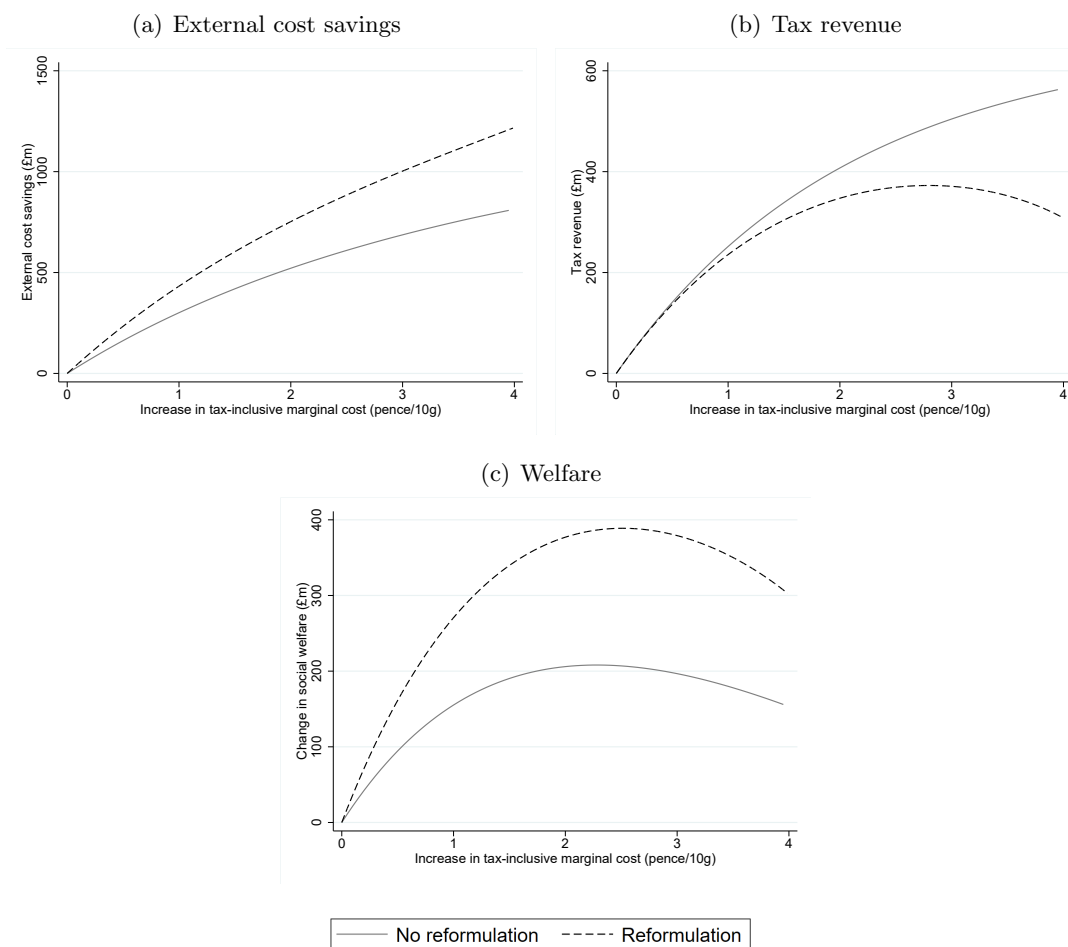 (a) External cost savings
(b) Tax revenue
External cost savings (£m)
1500
1000
500
0
0 1 2 3 4
Increase in tax-inclusive marginal cost (pence/10g)
Tax revenue (£m)
600
400
200
0
0 1 2 3 4
Increase in tax-inclusive marginal cost (pence/10g)
(c) Welfare
Change in social welfare (£m)
400
300
200
100
0
0 1 2 3 4
Increase in tax-inclusive marginal cost (pence/10g)
No reformulation Reformulation